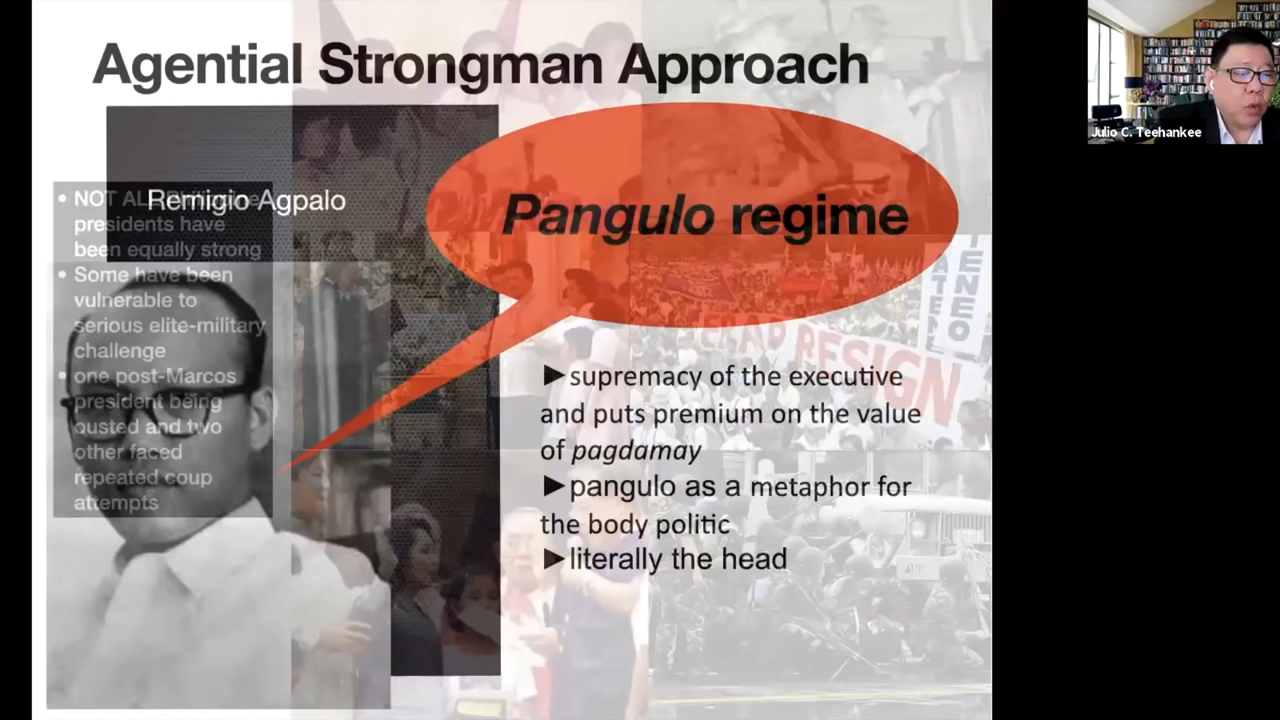 Agential Strongman Approach
Remigio Agpalo
• NOT ALL
presidents have
been equally strong
• Some have been
vulnerable to
serious elite-military
challenge
• one post-Marcos
president being
ousted and two
other faced
repeated coup
attempts
Pangulo regime
►supremacy of the executive
and puts premium on the value
of pagdamay
►pangulo as a metaphor for
the body politic
►literally the head
RESIGN
ATENEO
Julio C. Teehankee